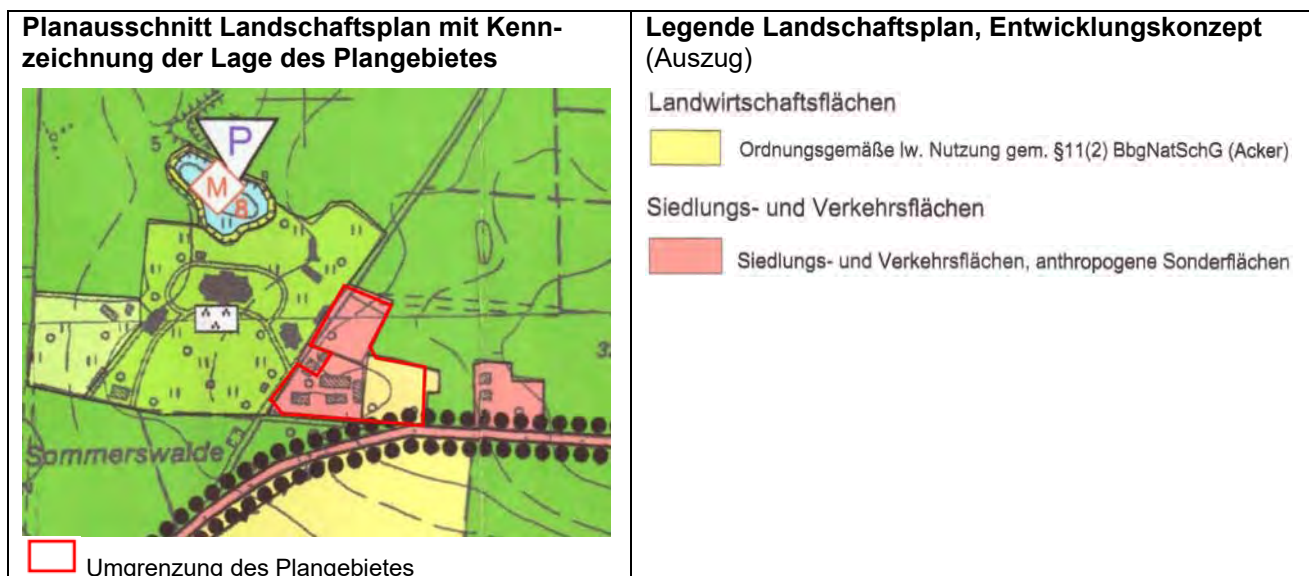 Planausschnitt Landschaftsplan mit Kenn-
zeichnung der Lage des Plangebietes
5
P
M
8
Sommerswalde
Umgrenzung des Plangebietes
Legende Landschaftsplan, Entwicklungskonzept
(Auszug)
Landwirtschaftsflächen
Ordnungsgemäße lw. Nutzung gem. §11(2) BbgNatSchG (Acker)
Siedlungs- und Verkehrsflächen
Siedlungs- und Verkehrsflächen, anthropogene Sonderflächen